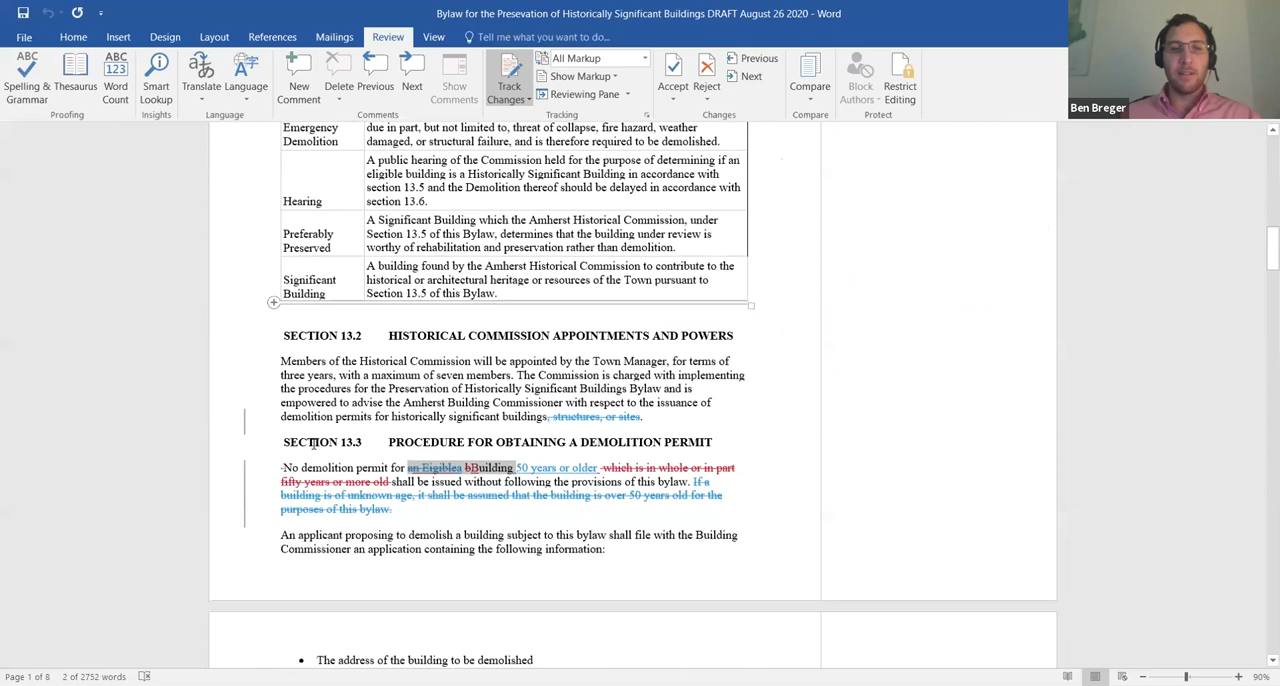 Bylaw for the Presevation of Historically Significant Buildings DRAFT August 26 2020 - Word
File Home Insert Design Layout References Mailings Review View Tell me what you want to do...
ABC
Spelling & Grammar
Thesaurus
ABC 123
Word Count
Proofing
Smart Lookup
Insights
Translate
Language
Language
New Comment
Delete
Previous
Next
Show Comments
Comments
Track Changes
All Markup
Show Markup
Reviewing Pane
Tracking
Accept
Reject
Previous
Next
Changes
Compare
Compare
Block Authors
Restrict Editing
Protect
Ben Breger
Emergency Demolition
due in part, but not limited to, threat of collapse, fire hazard, weather
damaged, or structural failure, and is therefore required to be demolished.
Hearing
A public hearing of the Commission held for the purpose of determining if an
eligible building is a Historically Significant Building in accordance with
section 13.5 and the Demolition thereof should be delayed in accordance with
section 13.6.
Preferably Preserved
A Significant Building which the Amherst Historical Commission, under
Section 13.5 of this Bylaw, determines that the building under review is
worthy of rehabilitation and preservation rather than demolition.
Significant Building
A building found by the Amherst Historical Commission to contribute to the
historical or architectural heritage or resources of the Town pursuant to
Section 13.5 of this Bylaw.
SECTION 13.2 HISTORICAL COMMISSION APPOINTMENTS AND POWERS
Members of the Historical Commission will be appointed by the Town Manager, for terms of
three years, with a maximum of seven members. The Commission is charged with implementing
the procedures for the Preservation of Historically Significant Buildings Bylaw and is
empowered to advise the Amherst Building Commissioner with respect to the issuance of
demolition permits for historically significant buildings, structures, or sites.
SECTION 13.3 PROCEDURE FOR OBTAINING A DEMOLITION PERMIT
No demolition permit for an Eigiblea bBuilding 50 years or older which is in whole or in part
fifty years or more old shall be issued without following the provisions of this bylaw. If a
building is of unknown age, it shall be assumed that the building is over 50 years old for the
purposes of this bylaw.
An applicant proposing to demolish a building subject to this bylaw shall file with the Building
Commissioner an application containing the following information:
• The address of the building to be demolished
Page 1 of 8 2 of 2752 words 90%